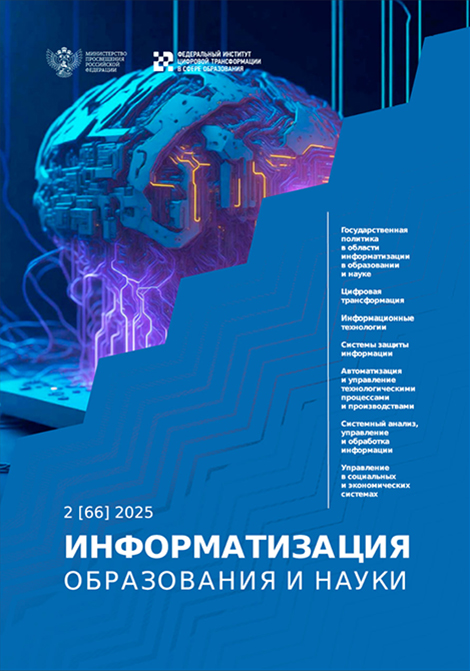 МИНИСТЕРСТВО
ПРОСВЕЩЕНИЯ
РОССИЙСКОЙ
ФЕДЕРАЦИИ
ФЕДЕРАЛЬНЫЙ ИНСТИТУТ
ЦИФРОВОЙ ТРАНСФОРМАЦИИ
В СФЕРЕ ОБРАЗОВАНИЯ
Государственная
политика
в области
информатизации
в образовании
и науке
Цифровая
трансформация
Информационные
технологии
Системы защиты
информации
Автоматизация
и управление
технологическими
процессами
и производствами
Системный анализ,
управление
и обработка
информации
Управление
в социальных
и экономических
системах
2 [66] 2025
ИНФОРМАТИЗАЦИЯ
ОБРАЗОВАНИЯ И НАУКИ